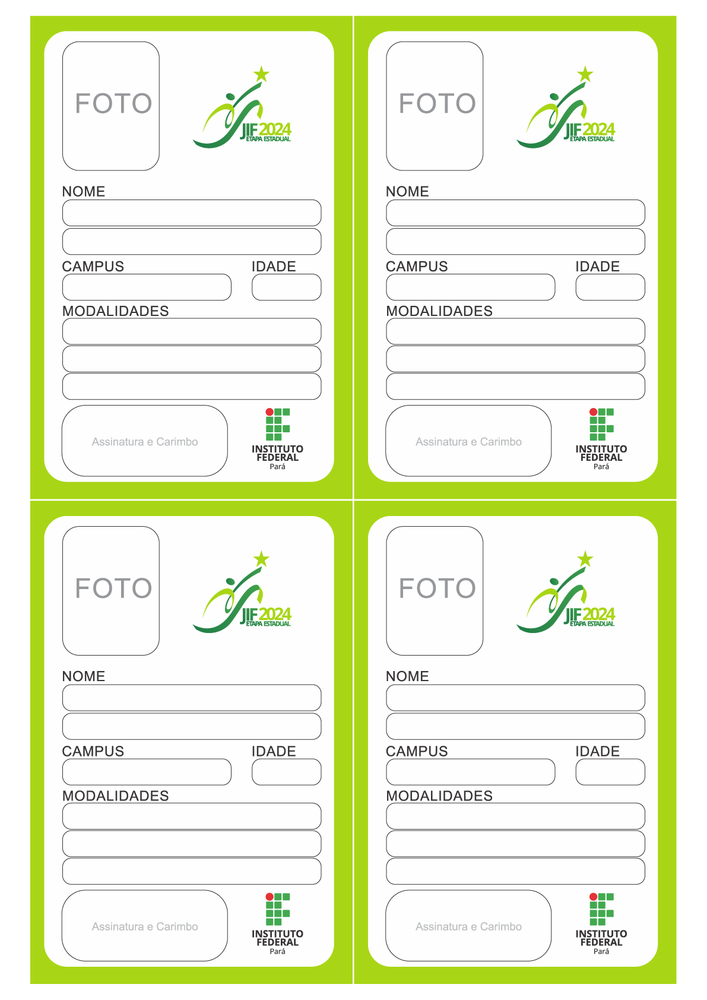 FOTO
JIF 2024
ETAPA ESTADUAL
NOME
CAMPUS
IDADE
MODALIDADES
Assinatura e Carimbo
INSTITUTO
FEDERAL
Pará
FOTO
JIF 2024
ETAPA ESTADUAL
NOME
CAMPUS
IDADE
MODALIDADES
Assinatura e Carimbo
INSTITUTO
FEDERAL
Pará
FOTO
JIF 2024
ETAPA ESTADUAL
NOME
CAMPUS
IDADE
MODALIDADES
Assinatura e Carimbo
INSTITUTO
FEDERAL
Pará
FOTO
JIF 2024
ETAPA ESTADUAL
NOME
CAMPUS
IDADE
MODALIDADES
Assinatura e Carimbo
INSTITUTO
FEDERAL
Pará